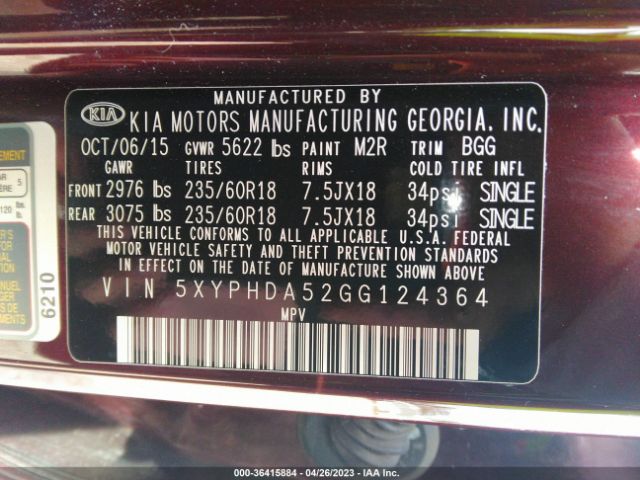 MANUFACTURED BY
KIA KIA MOTORS MANUFACTURING GEORGIA, INC.
OCT/06/15 GVWR 5622 lbs PAINT M2R TRIM BGG
GAWR TIRES RIMS COLD TIRE INFL
FRONT 2976 lbs 235/60R18 7.5JX18 34psi SINGLE
REAR 3075 lbs 235/60R18 7.5JX18 34psi SINGLE
THIS VEHICLE CONFORMS TO ALL APPLICABLE U.S.A. FEDERAL
MOTOR VEHICLE SAFETY AND THEFT PREVENTION STANDARDS
IN EFFECT ON THE DATE OF MANUFACTURE SHOWN ABOVE
VIN 5XYPHDA52GG124364
MPV
EMENT
5
120
6210
000-36415884 | 04/26/2023 | IAA Inc.